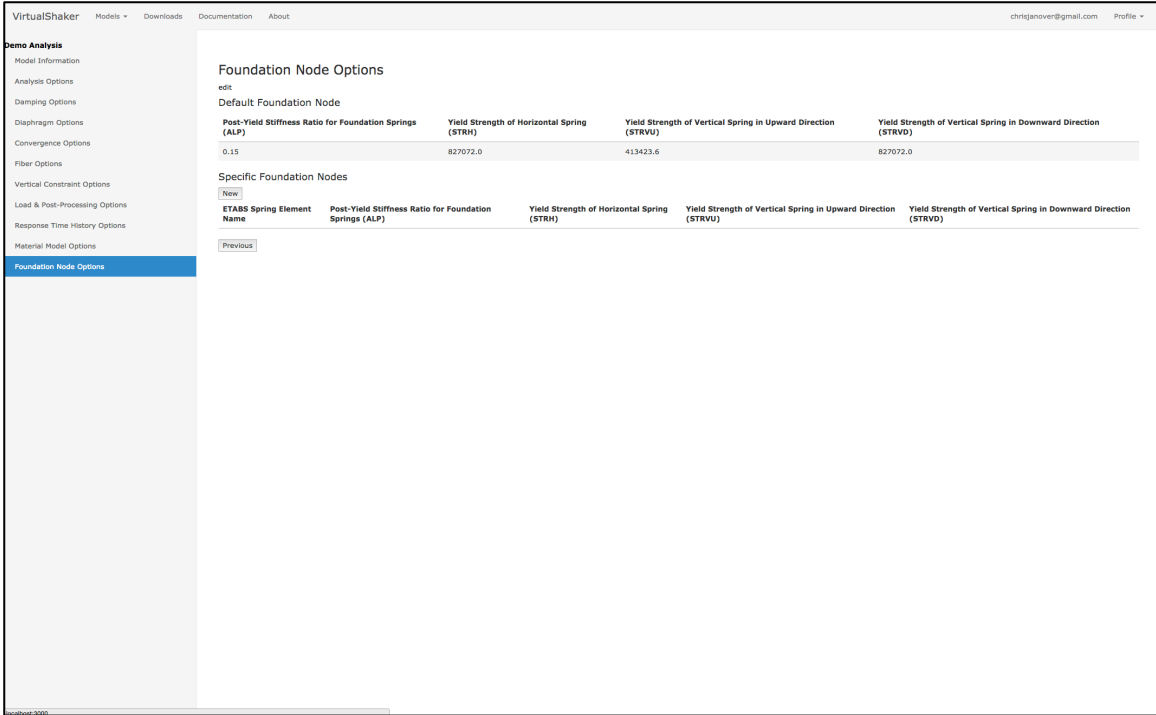 VirtualShaker Models Downloads Documentation About chrisjanover@gmail.com Profile
Demo Analysis
Model Information
Analysis Options
Damping Options
Diaphragm Options
Convergence Options
Fiber Options
Vertical Constraint Options
Load & Post-Processing Options
Response Time History Options
Material Model Options
Foundation Node Options
Foundation Node Options
edit
Default Foundation Node
Post-Yield Stiffness Ratio for Foundation Springs Yield Strength of Horizontal Spring Yield Strength of Vertical Spring in Upward Direction Yield Strength of Vertical Spring in Downward Direction
(ALP) (STRH) (STRVU) (STRVD)
0.15 827072.0 413423.6 827072.0
Specific Foundation Nodes
New
ETABS Spring Element Post-Yield Stiffness Ratio for Foundation Yield Strength of Horizontal Spring Yield Strength of Vertical Spring in Upward Direction Yield Strength of Vertical Spring in Downward Direction
Name Springs (ALP) (STRH) (STRVU) (STRVD)
Previous
localhost:3000